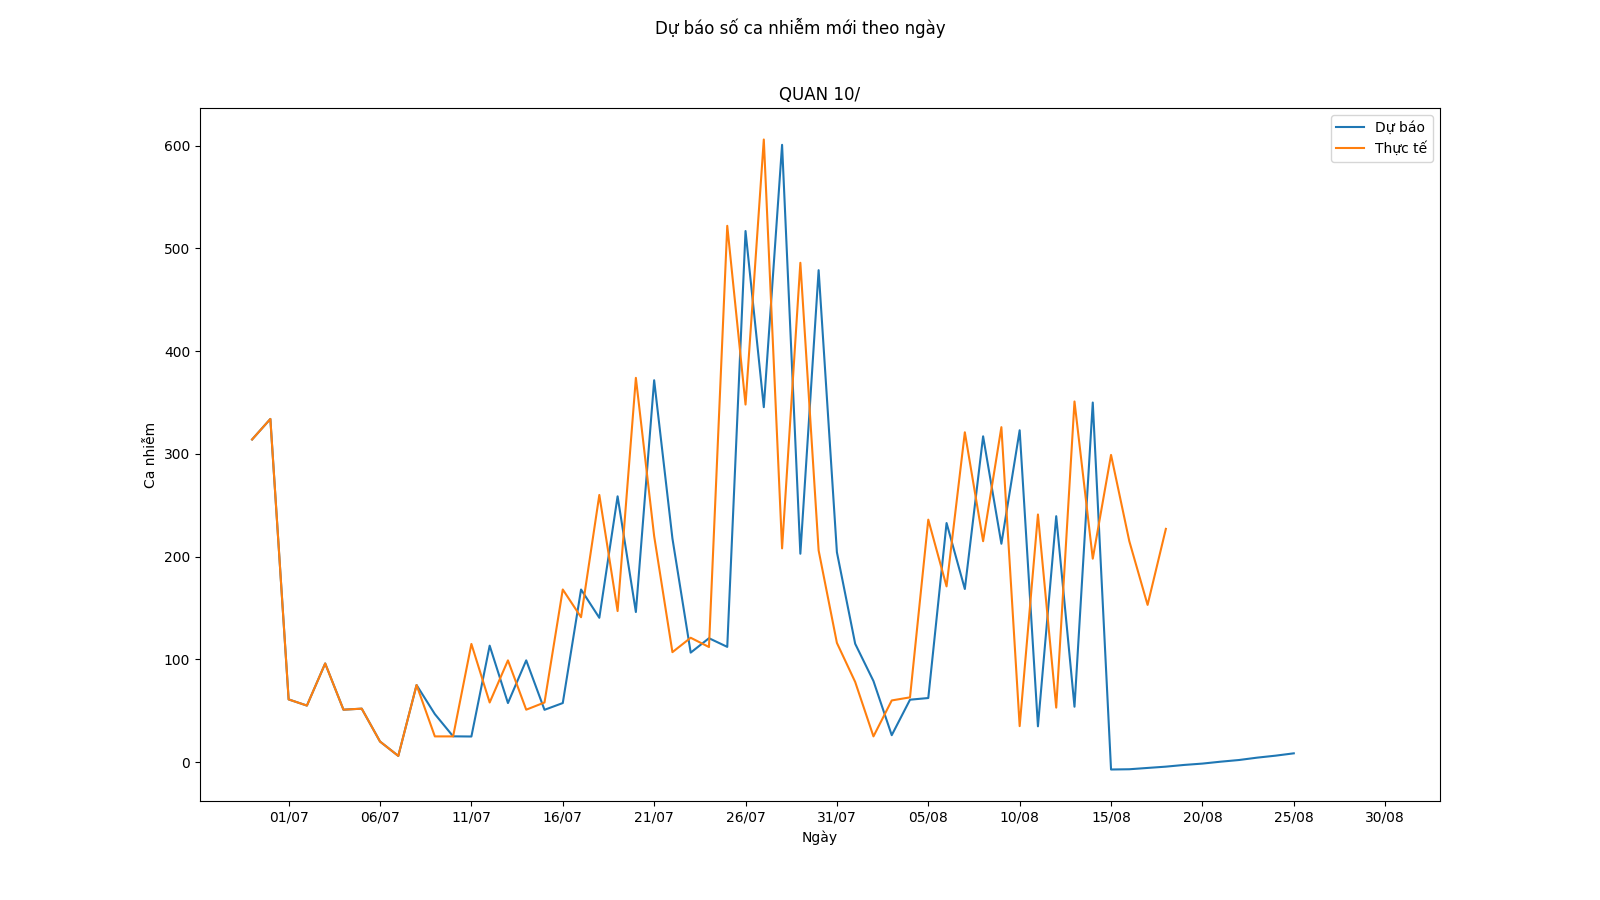 Dự báo số ca nhiễm mới theo ngày
QUAN 10/
Dự báo
Thực tế
600
500
400
300
200
100
0
Ca nhiễm
01/07 06/07 11/07 16/07 21/07 26/07 31/07 05/08 10/08 15/08 20/08 25/08 30/08
Ngày